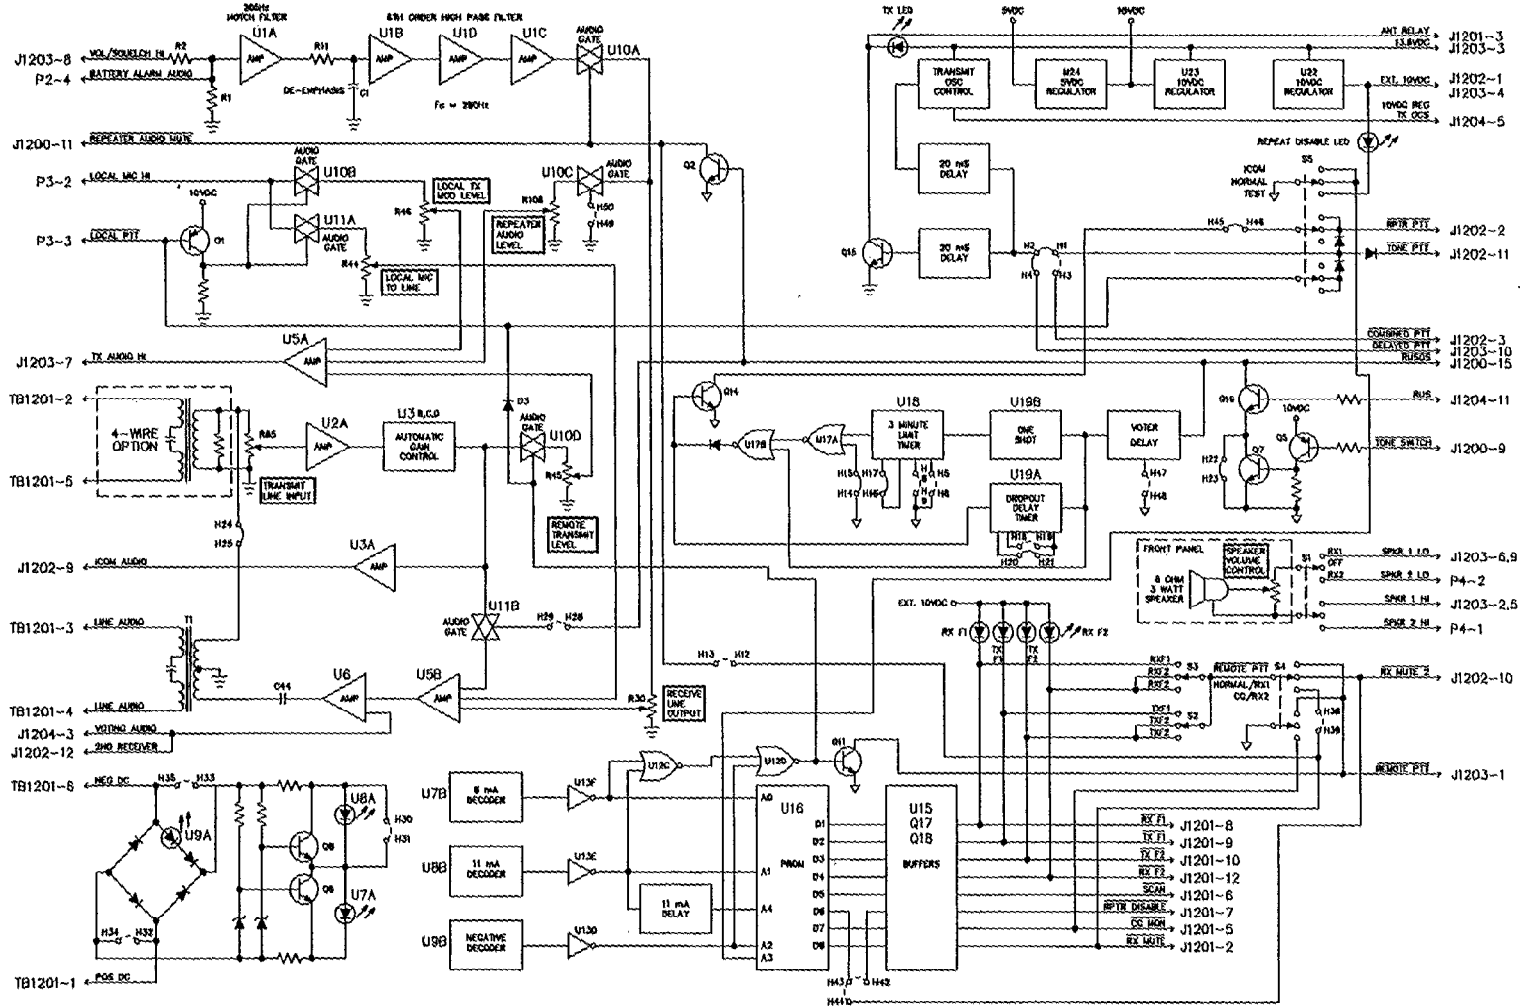 205Hz
NOTCH FILTER
6TH ORDER HIGH PASS FILTER
U1A
U1B
U1D
U1C
AUDIO
GATE
U10A
J1203-8
VOL/SQUELCH HI
R2
AMP
R11
AMP
AMP
AMP
P2-4
BATTERY ALARM AUDIO
R1
DE-EMPHASIS
C1
J1200-11
REPEATER AUDIO MUTE
AUDIO
GATE
U10B
U10C
AUDIO
GATE
Q2
P3-2
LOCAL MIC HI
10VDC
LOCAL TX
MOD LEVEL
R46
R108
H50
H49
U11A
AUDIO
GATE
REPEATER
AUDIO
LEVEL
P3-3
LOCAL PTT
Q1
R44
LOCAL MIC
TO LINE
TX LED
5VDC
10VDC
ANT RELAY
J1201-3
13.8VDC
J1203-3
TRANSMIT
OSC
CONTROL
U24
5VDC
REGULATOR
U23
10VDC
REGULATOR
U22
10VDC
REGULATOR
EXT. 10VDC
J1202-1
J1203-4
10VDC REG
TX OCS
J1204-5
REPEAT DISABLE LED
20 mS
DELAY
S5
ICOM
NORMAL
TEST
H45
H46
RPTR PTT
J1202-2
Q15
20 mS
DELAY
H2
H1
H4
H3
TONE PTT
J1202-11
COMBINED PTT
J1202-3
DELAYED PTT
J1203-10
RUSOS
J1200-15
U5A
J1203-7
TX AUDIO HI
AMP
TB1201-2
4-WIRE
OPTION
R85
U2A
AMP
U3 B,C,D
AUTOMATIC
GAIN
CONTROL
D3
AUDIO
GATE
U10D
R45
TB1201-5
TRANSMIT
LINE INPUT
REMOTE
TRANSMIT
LEVEL
Q14
U17B
U17A
U18
3 MINUTE
LIMIT
TIMER
U19B
ONE
SHOT
VOTER
DELAY
Q16
10VDC
Q5
Q7
RUS
J1204-11
TONE SWITCH
J1200-9
H15
H17
H14
H16
H8
H9
H5
H6
U19A
DROPOUT
DELAY
TIMER
H18
H19
H20
H21
H47
H48
H22
H23
H24
H25
U3A
J1202-9
ICOM AUDIO
AMP
FRONT PANEL
SPEAKER
VOLUME
CONTROL
8 OHM
3 WATT
SPEAKER
S1
RX1
OFF
RX2
SPKR 1 LO
J1203-6,9
SPKR 2 LO
P4-2
SPKR 1 HI
J1203-2,5
SPKR 2 HI
P4-1
U11B
AUDIO
GATE
H29
H28
TB1201-3
LINE AUDIO
T1
EXT. 10VDC
RX F1
TX
F1
TX
F2
RX F2
H13
H12
C44
U6
AMP
U5B
AMP
R30
RECEIVE
LINE
OUTPUT
RXF1
RXF2
RXF2
S3
REMOTE PTT
NORMAL/RX1
CG/RX2
S4
TXF1
TXF2
TXF2
S2
H38
H39
RX MUTE 2
J1202-10
TB1201-4
LINE AUDIO
J1204-3
VOTING AUDIO
J1202-12
2ND RECEIVER
REMOTE PTT
J1203-1
TB1201-6
NEG DC
H35
H33
U9A
U8A
Q8
H30
H31
U7A
H34
H32
TB1201-1
POS DC
U7B
6 mA
DECODER
U13F
U12C
U12D
Q11
U8B
11 mA
DECODER
U13E
11 mA
DELAY
U9B
NEGATIVE
DECODER
U13D
A0
A1
A4
A2
A3
U16
PROM
D1
D2
D3
D4
D5
D6
D7
D8
U15
Q17
Q18
BUFFERS
H43
H42
H44
RX F1
J1201-8
TX F1
J1201-9
TX F2
J1201-10
RX F2
J1201-12
SCAN
J1201-6
RPTR DISABLE
J1201-7
CG MON
J1201-5
RX MUTE
J1201-2